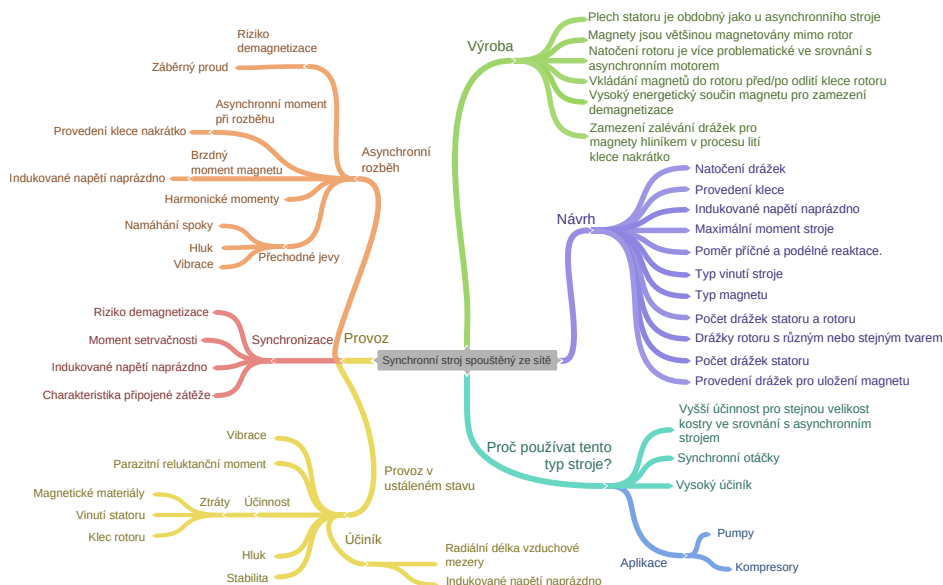 Synchronní stroj spouštěný ze sítě
Výroba
Plech statoru je obdobný jako u asynchronního stroje
Magnety jsou většinou magnetovány mimo rotor
Natočení rotoru je více problematické ve srovnání s
asynchronním motorem
Vkládání magnetů do rotoru před/po odlití klece rotoru
Vysoký energetický součin magnetu pro zamezení
demagnetizace
Zamezení zalévání drážek pro
magnety hliníkem v procesu lití
klece nakrátko
Návrh
Natočení drážek
Provedení klece
Indukované napětí naprázdno
Maximální moment stroje
Poměr příčné a podélné reaktace.
Typ vinutí stroje
Typ magnetu
Počet drážek statoru a rotoru
Drážky rotoru s různým nebo stejným tvarem
Počet drážek statoru
Provedení drážek pro uložení magnetu
Proč používat tento
typ stroje?
Vyšší účinnost pro stejnou velikost
kostry ve srovnání s asynchronním
strojem
Synchronní otáčky
Vysoký účiník
Aplikace
Pumpy
Kompresory
Provoz
Asynchronní
rozběh
Riziko
demagnetizace
Záběrný proud
Asynchronní moment
při rozběhu
Provedení klece nakrátko
Brzdný
moment magnetu
Indukované napětí naprázdno
Harmonické momenty
Přechodné jevy
Namáhání spoky
Hluk
Vibrace
Synchronizace
Riziko demagnetizace
Moment setrvačnosti
Indukované napětí naprázdno
Charakteristika připojené zátěže
Provoz v
ustáleném stavu
Vibrace
Parazitní reluktanční moment
Účinnost
Ztráty
Magnetické materiály
Vinutí statoru
Klec rotoru
Hluk
Stabilita
Účiník
Radiální délka vzduchové
mezery
Indukované napětí naprázdno